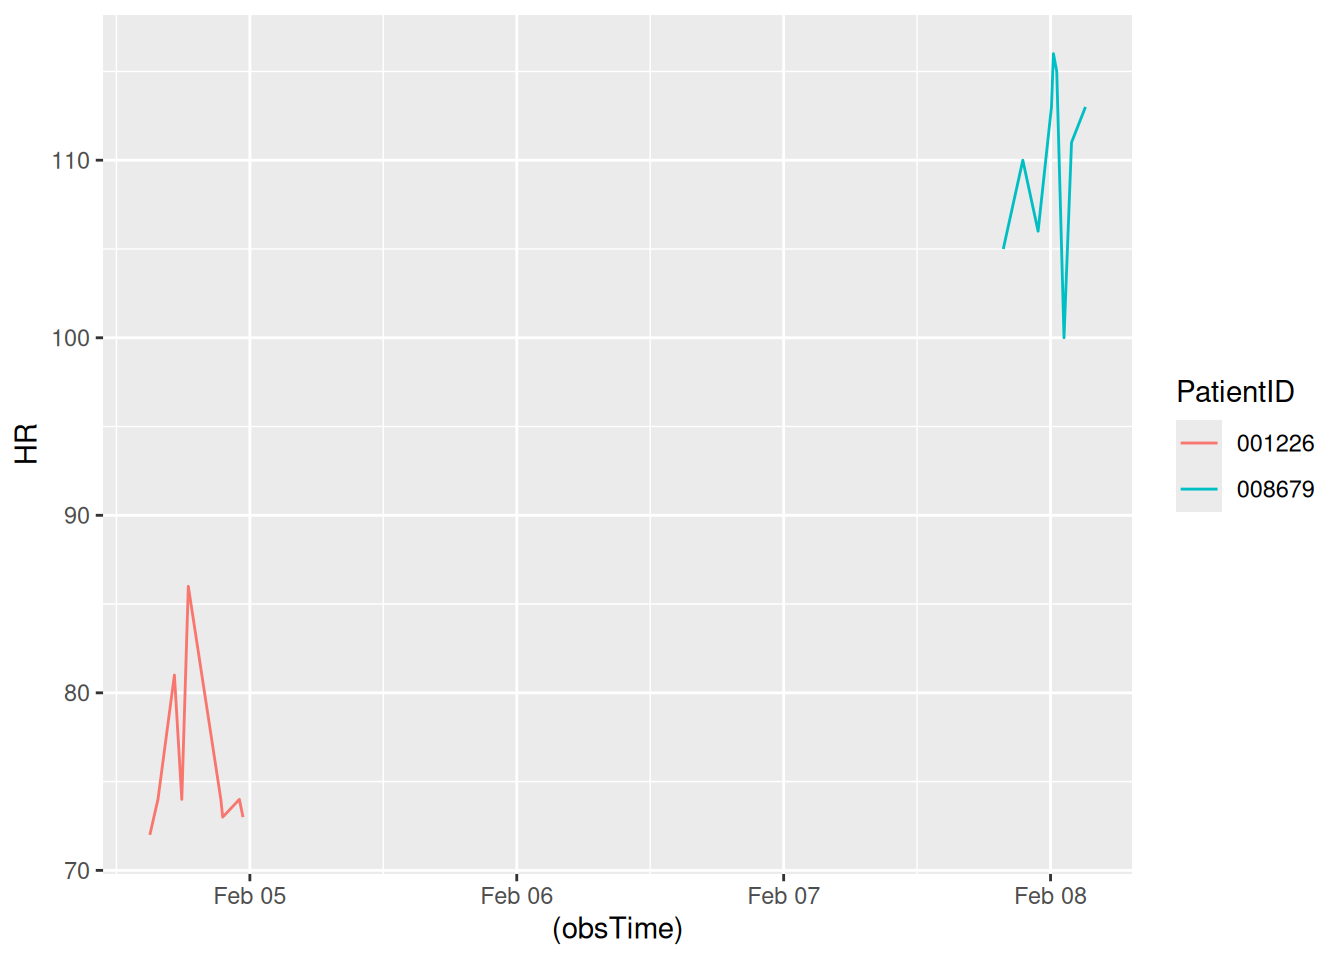 HR
110
100
90
80
70
Feb 05
Feb 06
Feb 07
Feb 08
(obsTime)
PatientID
001226
008679